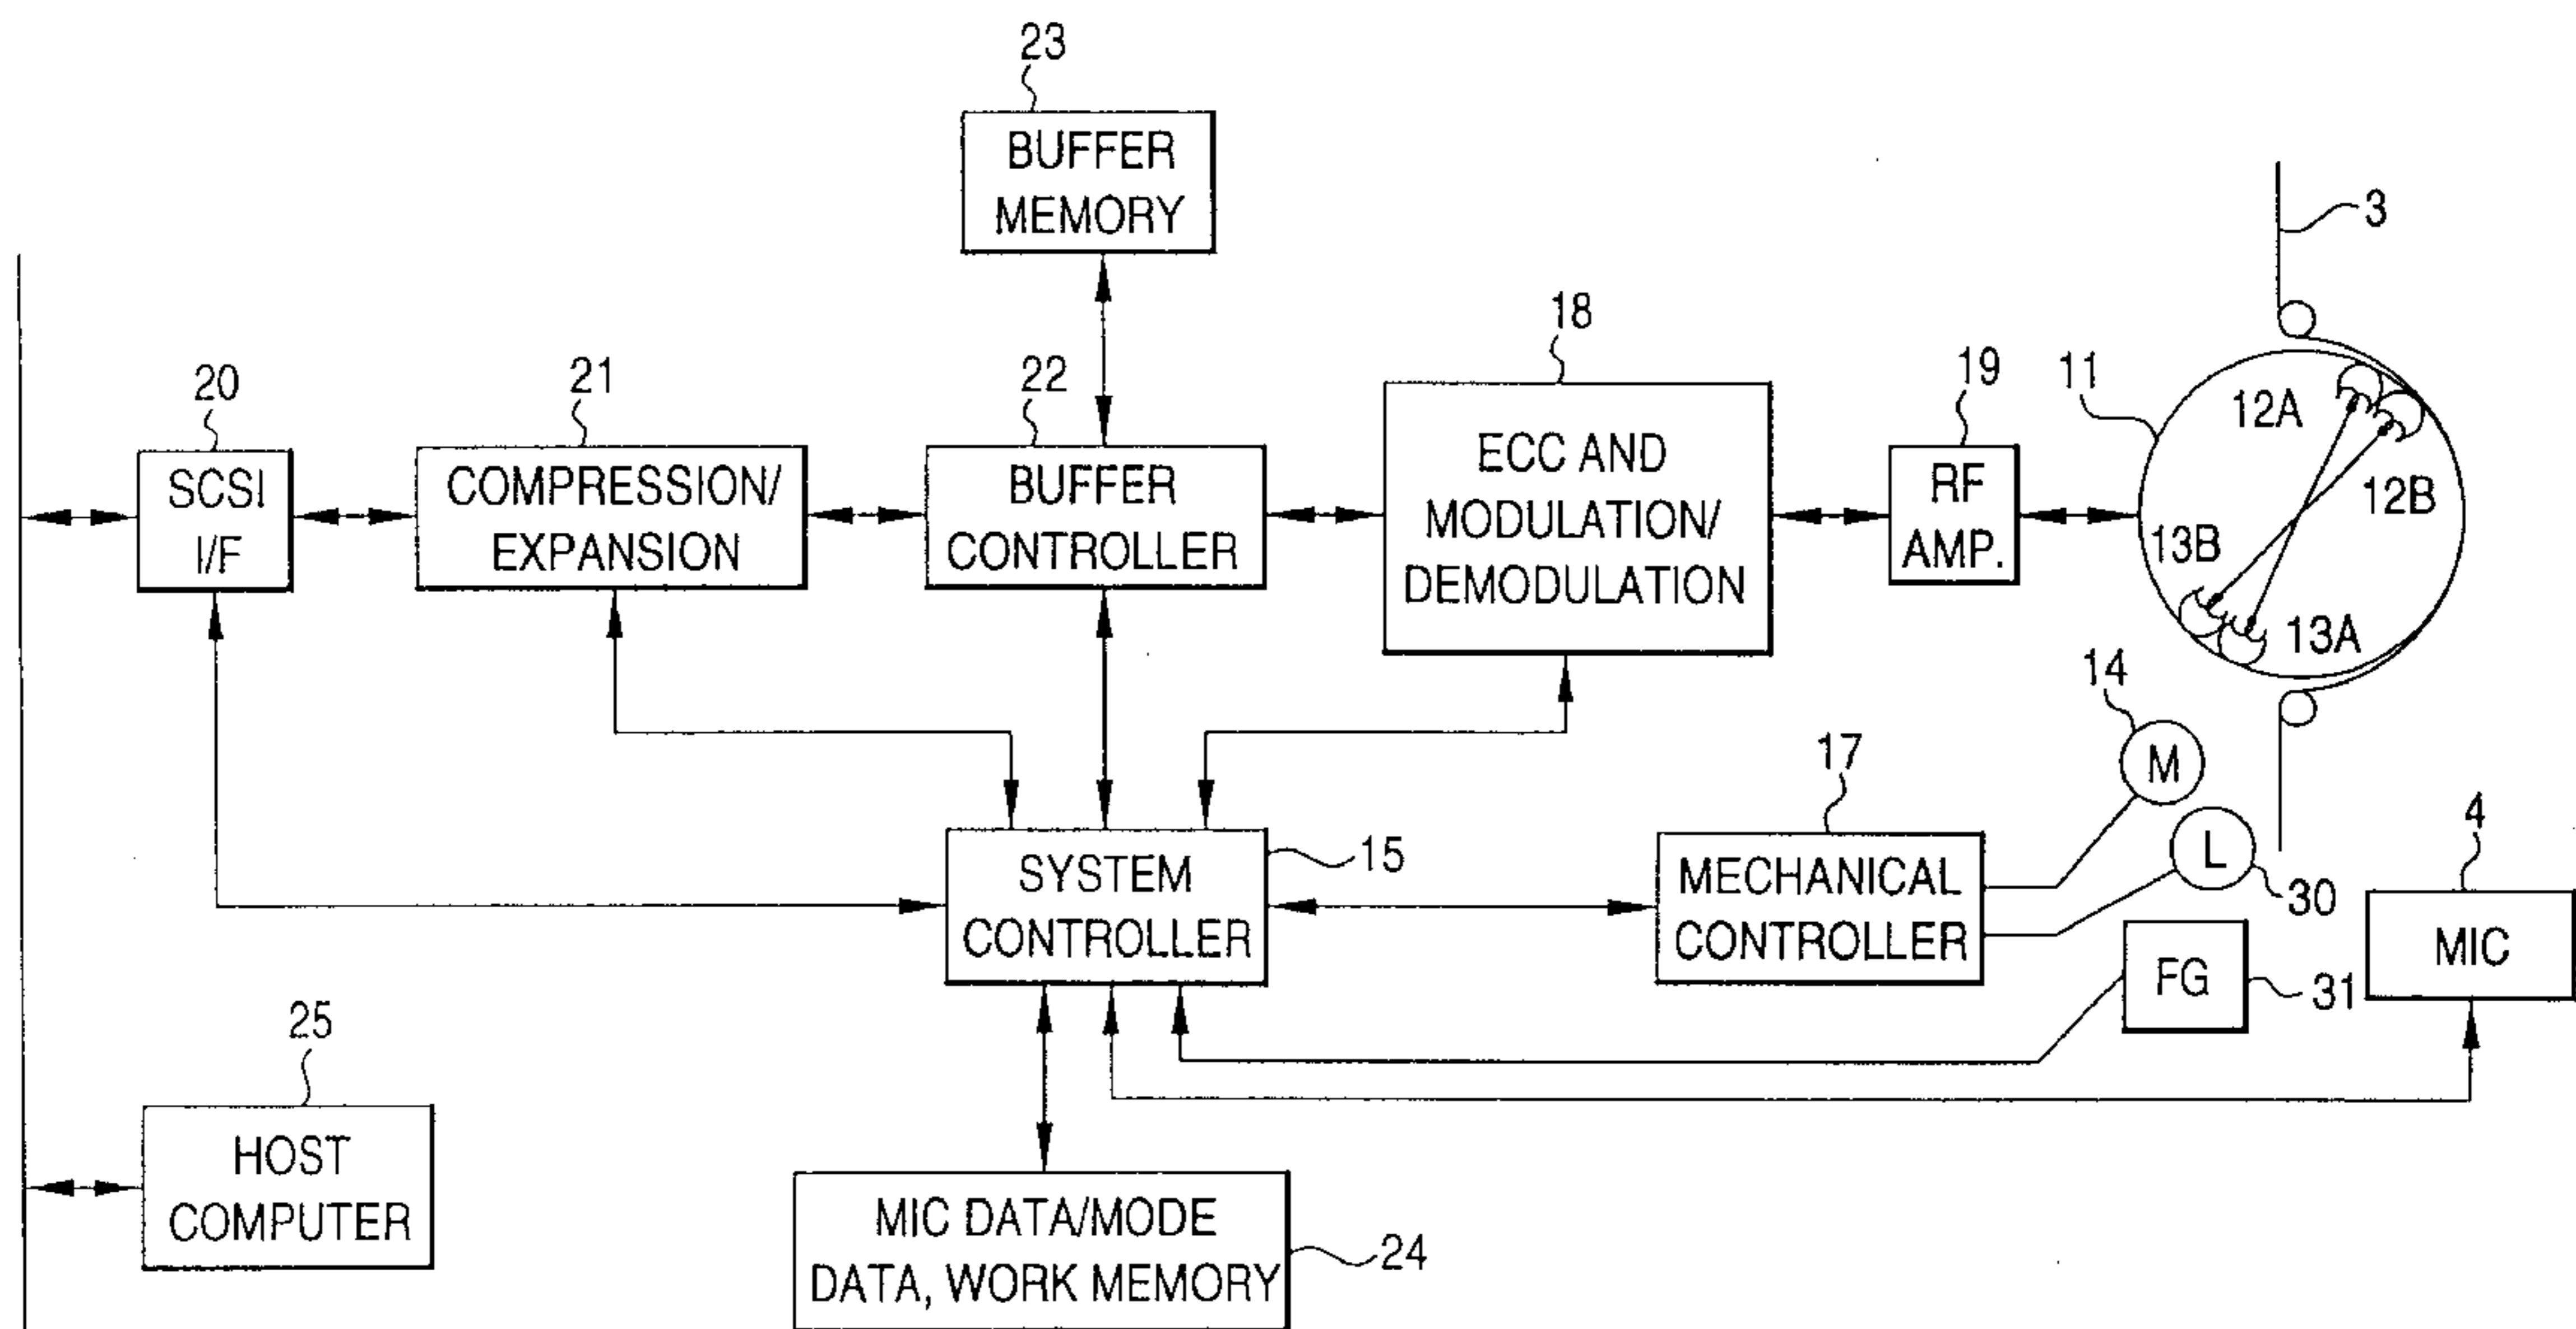 23
BUFFER
MEMORY
3
18
20
21
22
19
11
12A
12B
13B
13A
SCSI
I/F
COMPRESSION/
EXPANSION
BUFFER
CONTROLLER
ECC AND
MODULATION/
DEMODULATION
RF
AMP.
14
M
17
4
L
30
SYSTEM
CONTROLLER
15
MECHANICAL
CONTROLLER
FG
31
MIC
25
HOST
COMPUTER
MIC DATA/MODE
DATA, WORK MEMORY
24